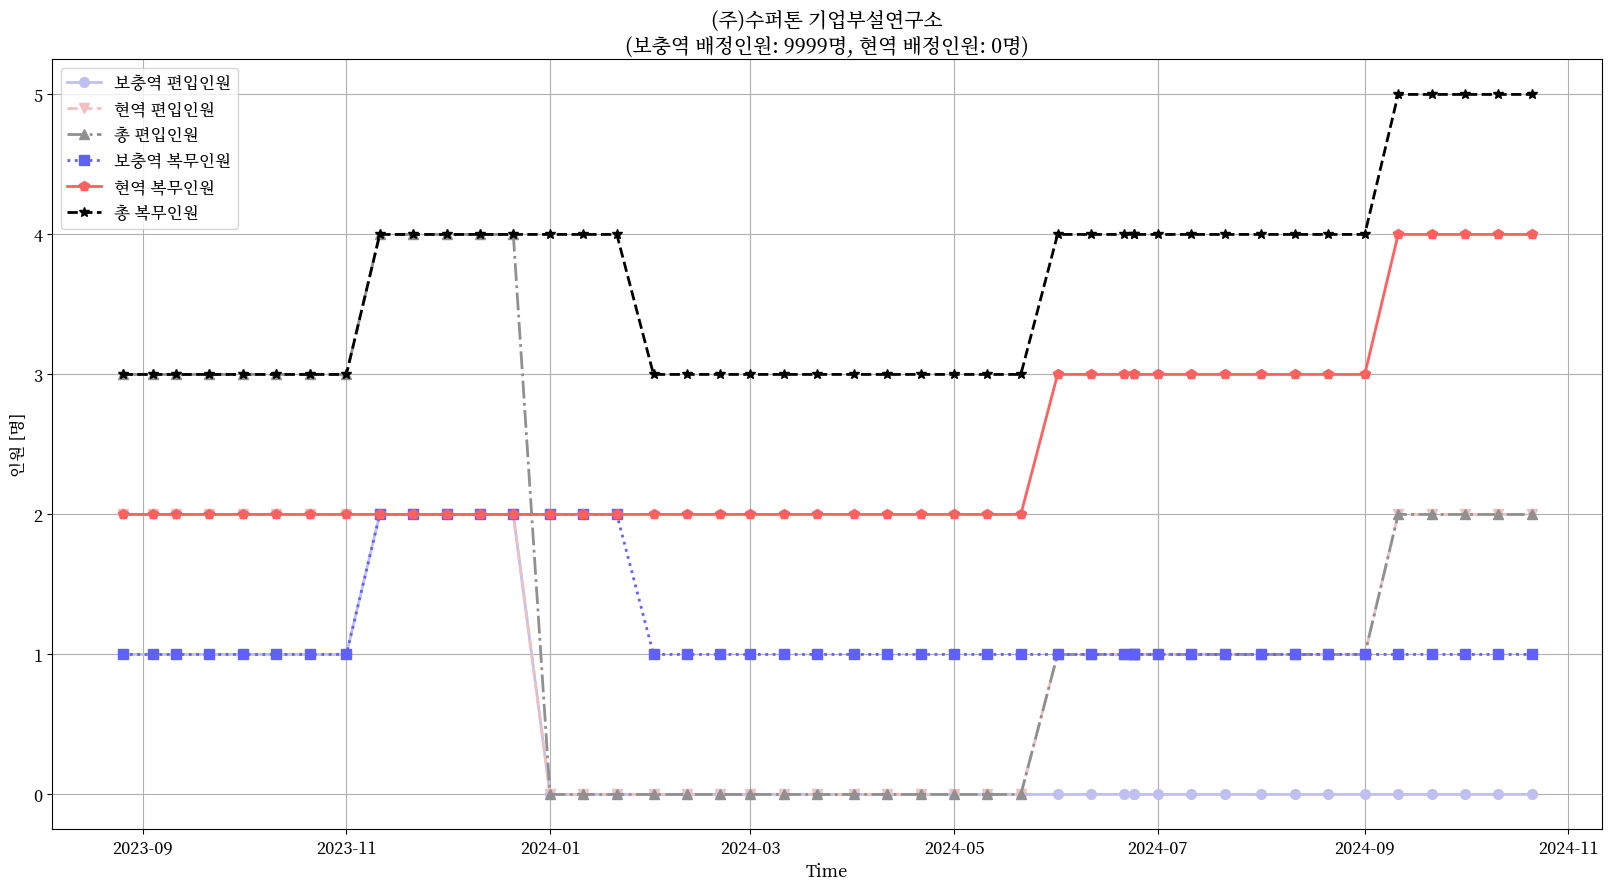 (주)수퍼톤 기업부설연구소
(보충역 배정인원: 9999명, 현역 배정인원: 0명)
보충역 편입인원
현역 편입인원
총 편입인원
보충역 복무인원
현역 복무인원
총 복무인원
인원 [명]
5
4
3
2
1
0
2023-09
2023-11
2024-01
2024-03
2024-05
2024-07
2024-09
2024-11
Time